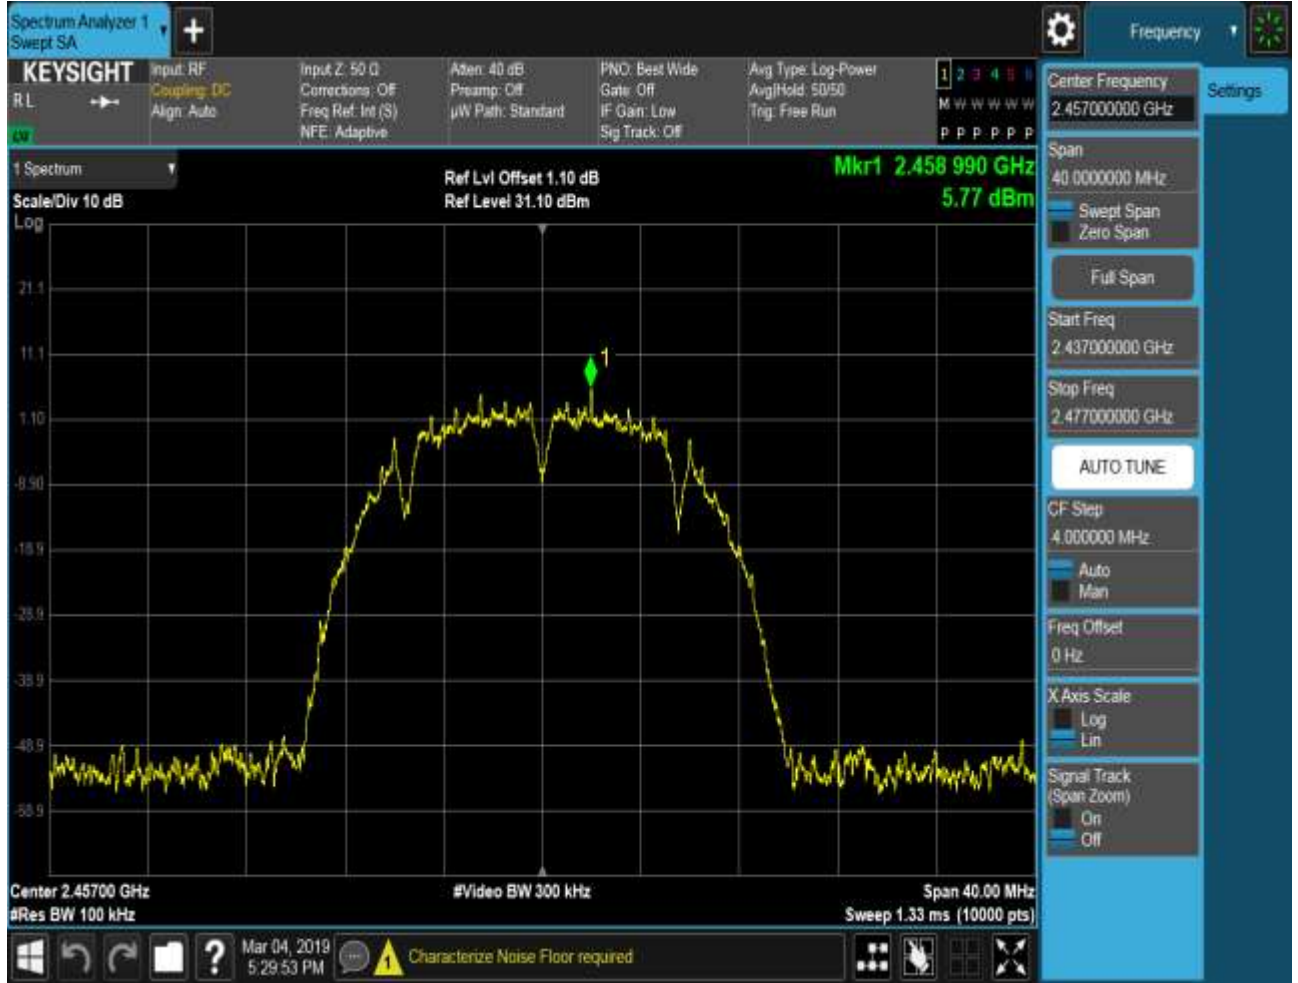 Spectrum Analyzer 1
Swept SA
+
Frequency
KEYSIGHT
RL
Input: RF
Coupling: DC
Align: Auto
Input Z: 50 Ω
Corrections: Off
Freq Ref: Int (S)
NFE: Adaptive
Atten: 40 dB
Preamp: Off
µW Path: Standard
PNO: Best Wide
Gate: Off
IF Gain: Low
Sig Track: Off
Avg Type: Log-Power
Avg|Hold: 50/50
Trig: Free Run
1 2 3 4 5 6
M W W W W W
P P P P P P
1 Spectrum
Scale/Div 10 dB
Log
Ref Lvl Offset 1.10 dB
Ref Level 31.10 dBm
Mkr1 2.458 990 GHz
5.77 dBm
21.1
11.1
1.10
-8.90
-18.9
-28.9
-38.9
-48.9
-58.9
1
Center 2.45700 GHz
#Res BW 100 kHz
#Video BW 300 kHz
Span 40.00 MHz
Sweep 1.33 ms (10000 pts)
Center Frequency
2.457000000 GHz
Settings
Span
40.0000000 MHz
Swept Span
Zero Span
Full Span
Start Freq
2.437000000 GHz
Stop Freq
2.477000000 GHz
AUTO TUNE
CF Step
4.000000 MHz
Auto
Man
Freq Offset
0 Hz
X Axis Scale
Log
Lin
Signal Track
(Span Zoom)
On
Off
?
Mar 04, 2019
5:29:53 PM
1
Characterize Noise Floor required